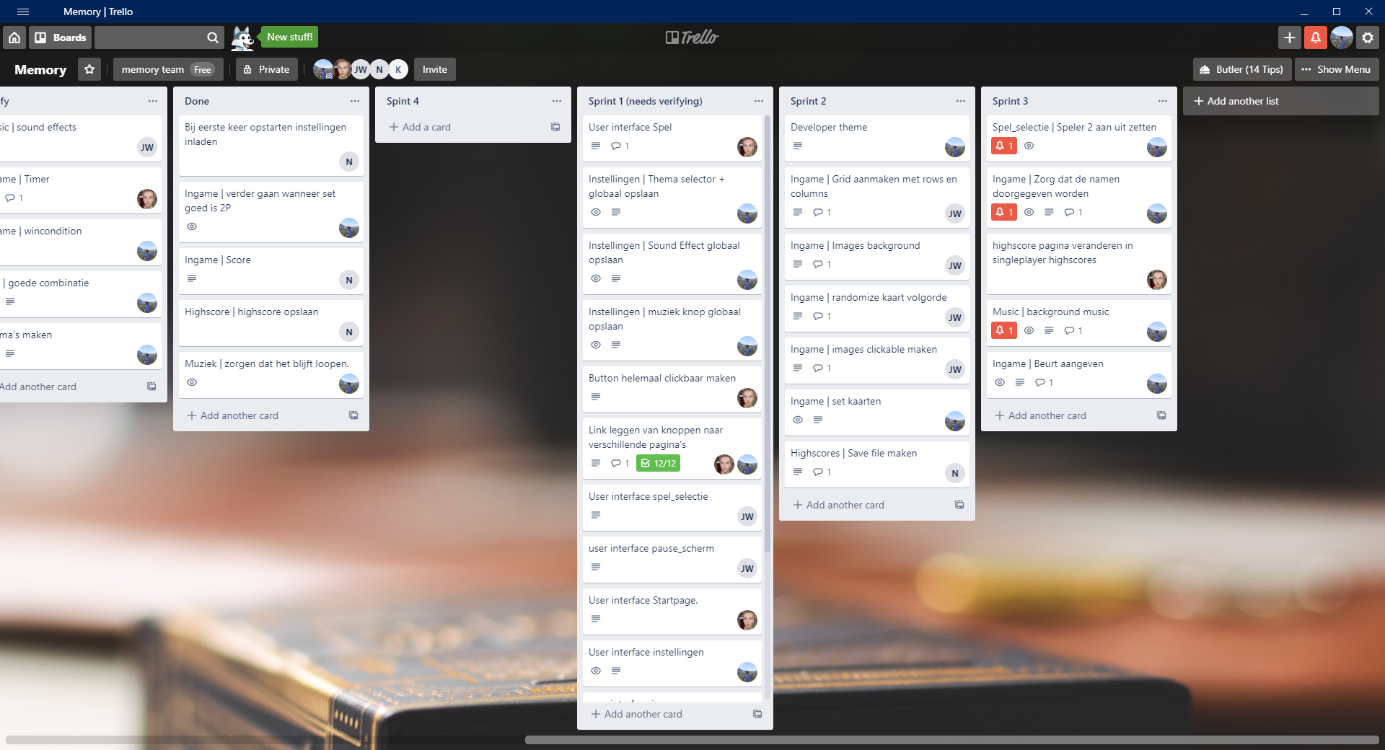 Memory | Trello
Boards
New stuff!
Trello
Memory
memory team Free
Private
JW
N
K
Invite
Butler (14 Tips)
Show Menu
fy
sic | sound effects
JW
ame | Timer
1
ame | wincondition
| goede combinatie
ma's maken
Add another card
Done
Bij eerste keer opstarten instellingen
inladen
N
Ingame | verder gaan wanneer set
goed is 2P
Ingame | Score
N
Highscore | highscore opslaan
N
Muziek | zorgen dat het blijft loopen.
Add another card
Spint 4
Add a card
Sprint 1 (needs verifying)
User interface Spel
1
Instellingen | Thema selector +
globaal opslaan
Instellingen | Sound Effect globaal
opslaan
Instellingen | muziek knop globaal
opslaan
Button helemaal clickbaar maken
Link leggen van knoppen naar
verschillende pagina's
1
12/12
User interface spel_selectie
JW
user interface pause_scherm
JW
User interface Startpage.
User interface instellingen
Add another card
Sprint 2
Developer theme
Ingame | Grid aanmaken met rows en
columns
1
JW
Ingame | Images background
1
JW
Ingame | randomize kaart volgorde
1
JW
Ingame | images clickable maken
1
JW
Ingame | set kaarten
Highscores | Save file maken
1
N
Add another card
Sprint 3
Spel_selectie | Speler 2 aan uit zetten
1
Ingame | Zorg dat de namen
doorgegeven worden
1
1
highscore pagina veranderen in
singleplayer highscores
Music | background music
1
1
Ingame | Beurt aangeven
1
Add another card
Add another list